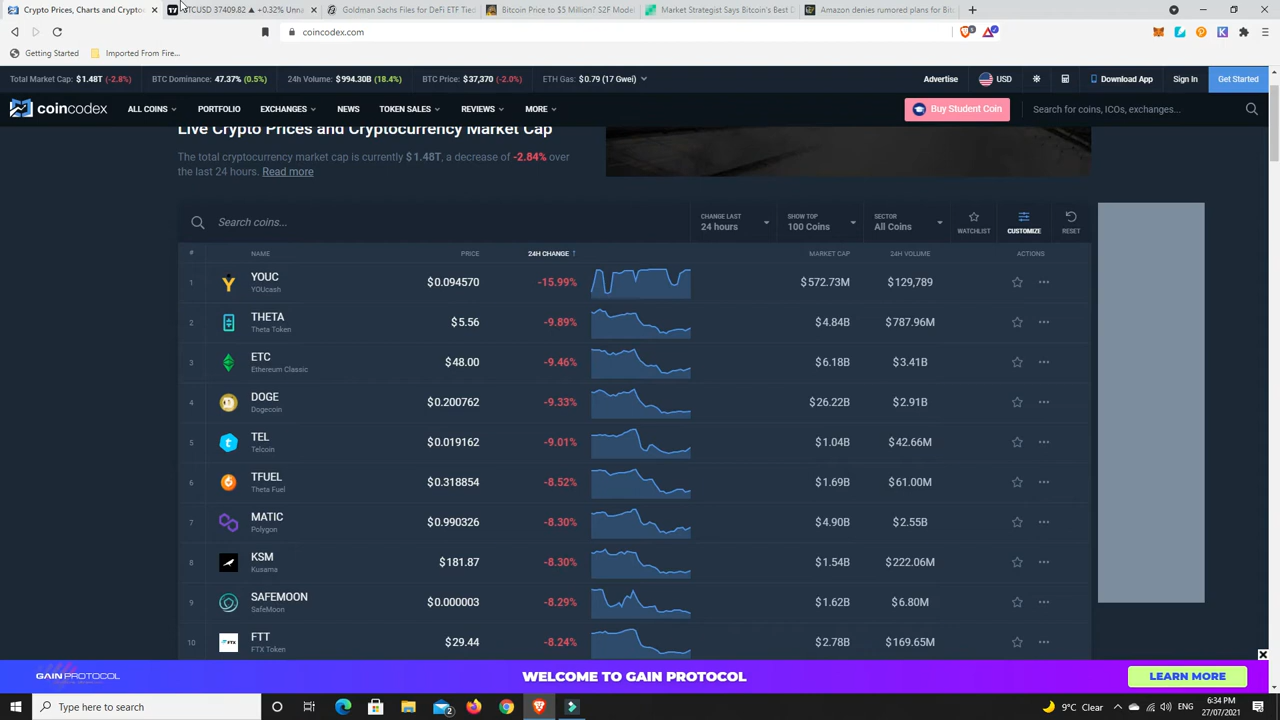 Crypto Prices, Charts and Crypto BTCUSD 37409.82 ▲ +0.32% Unna Goldman Sachs Files for DeFi ETF Tied Bitcoin Price to $5 Million? S2F Model Market Strategist Says Bitcoin's Best D Amazon denies rumored plans for Bit
coincodex.com
Getting Started Imported From Fire...
Total Market Cap: $1.48T (-2.8%) BTC Dominance: 47.37% (0.5%) 24h Volume: $994.30B (18.4%) BTC Price: $37,370 (-2.0%) ETH Gas: $0.79 (17 Gwei) Advertise USD Download App Sign In Get Started
coincodex ALL COINS PORTFOLIO EXCHANGES NEWS TOKEN SALES REVIEWS MORE Buy Student Coin Search for coins, ICOs, exchanges...
Live Crypto Prices and Cryptocurrency Market Cap
The total cryptocurrency market cap is currently $1.48T, a decrease of -2.84% over
the last 24 hours. Read more
Search coins... CHANGE LAST 24 hours SHOW TOP 100 Coins SECTOR All Coins WATCHLIST CUSTOMIZE RESET
# NAME PRICE 24H CHANGE ↑ MARKET CAP 24H VOLUME ACTIONS
1 YOUC $0.094570 -15.99% $572.73M $129,789
YOUcash
2 THETA $5.56 -9.89% $4.84B $787.96M
Theta Token
3 ETC $48.00 -9.46% $6.18B $3.41B
Ethereum Classic
4 DOGE $0.200762 -9.33% $26.22B $2.91B
Dogecoin
5 TEL $0.019162 -9.01% $1.04B $42.66M
Telcoin
6 TFUEL $0.318854 -8.52% $1.69B $61.00M
Theta Fuel
7 MATIC $0.990326 -8.30% $4.90B $2.55B
Polygon
8 KSM $181.87 -8.30% $1.54B $222.06M
Kusama
9 SAFEMOON $0.000003 -8.29% $1.62B $6.80M
SafeMoon
10 FTT $29.44 -8.24% $2.78B $169.65M
FTX Token
GAIN PROTOCOL WELCOME TO GAIN PROTOCOL LEARN MORE
Type here to search 9°C Clear 6:34 PM
27/07/2021